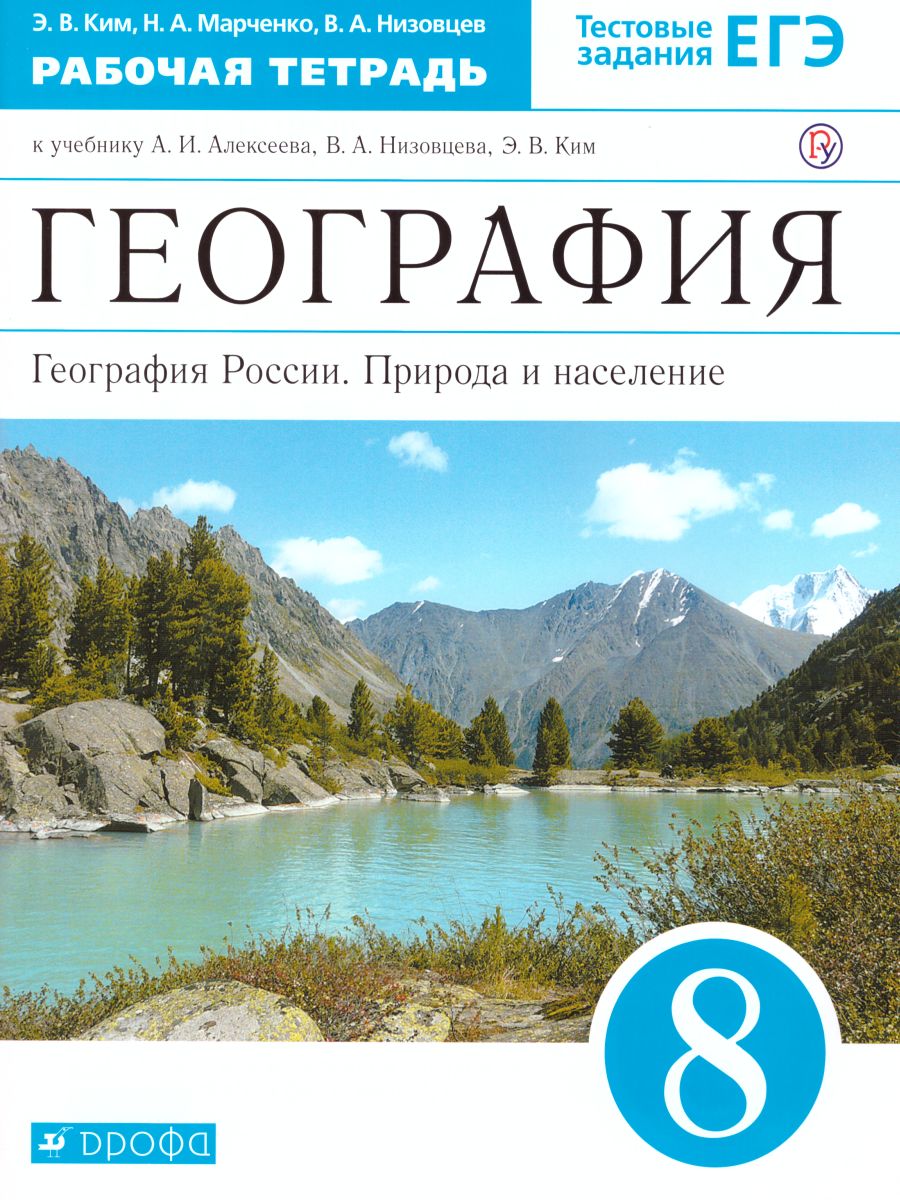 Э. В. Ким, Н. А. Марченко, В. А. Низовцев
РАБОЧАЯ ТЕТРАДЬ
Тестовые
задания ЕГЭ
к учебнику А. И. Алексеева, В. А. Низовцева, Э. В. Ким
Р-У
ГЕОГРАФИЯ
География России. Природа и население
8
ДРОФА